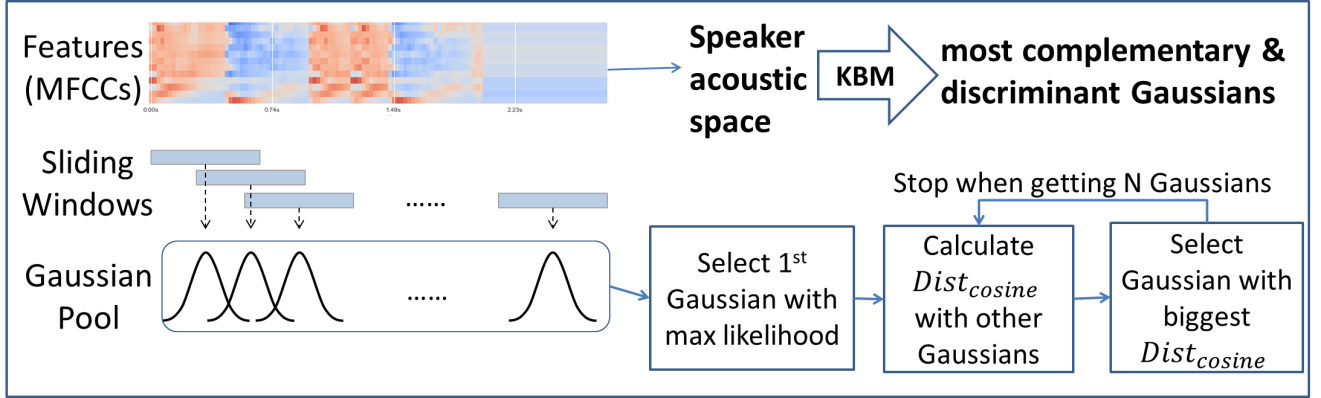 Features
(MFCCs)
0.00s 0.74s 1.49s 2.23s
Speaker
acoustic
space
KBM
most complementary &
discriminant Gaussians
Sliding
Windows
......
Gaussian
Pool
......
Select 1st
Gaussian with
max likelihood
Stop when getting N Gaussians
Calculate
Dist_cosine
with other
Gaussians
Select
Gaussian with
biggest
Dist_cosine